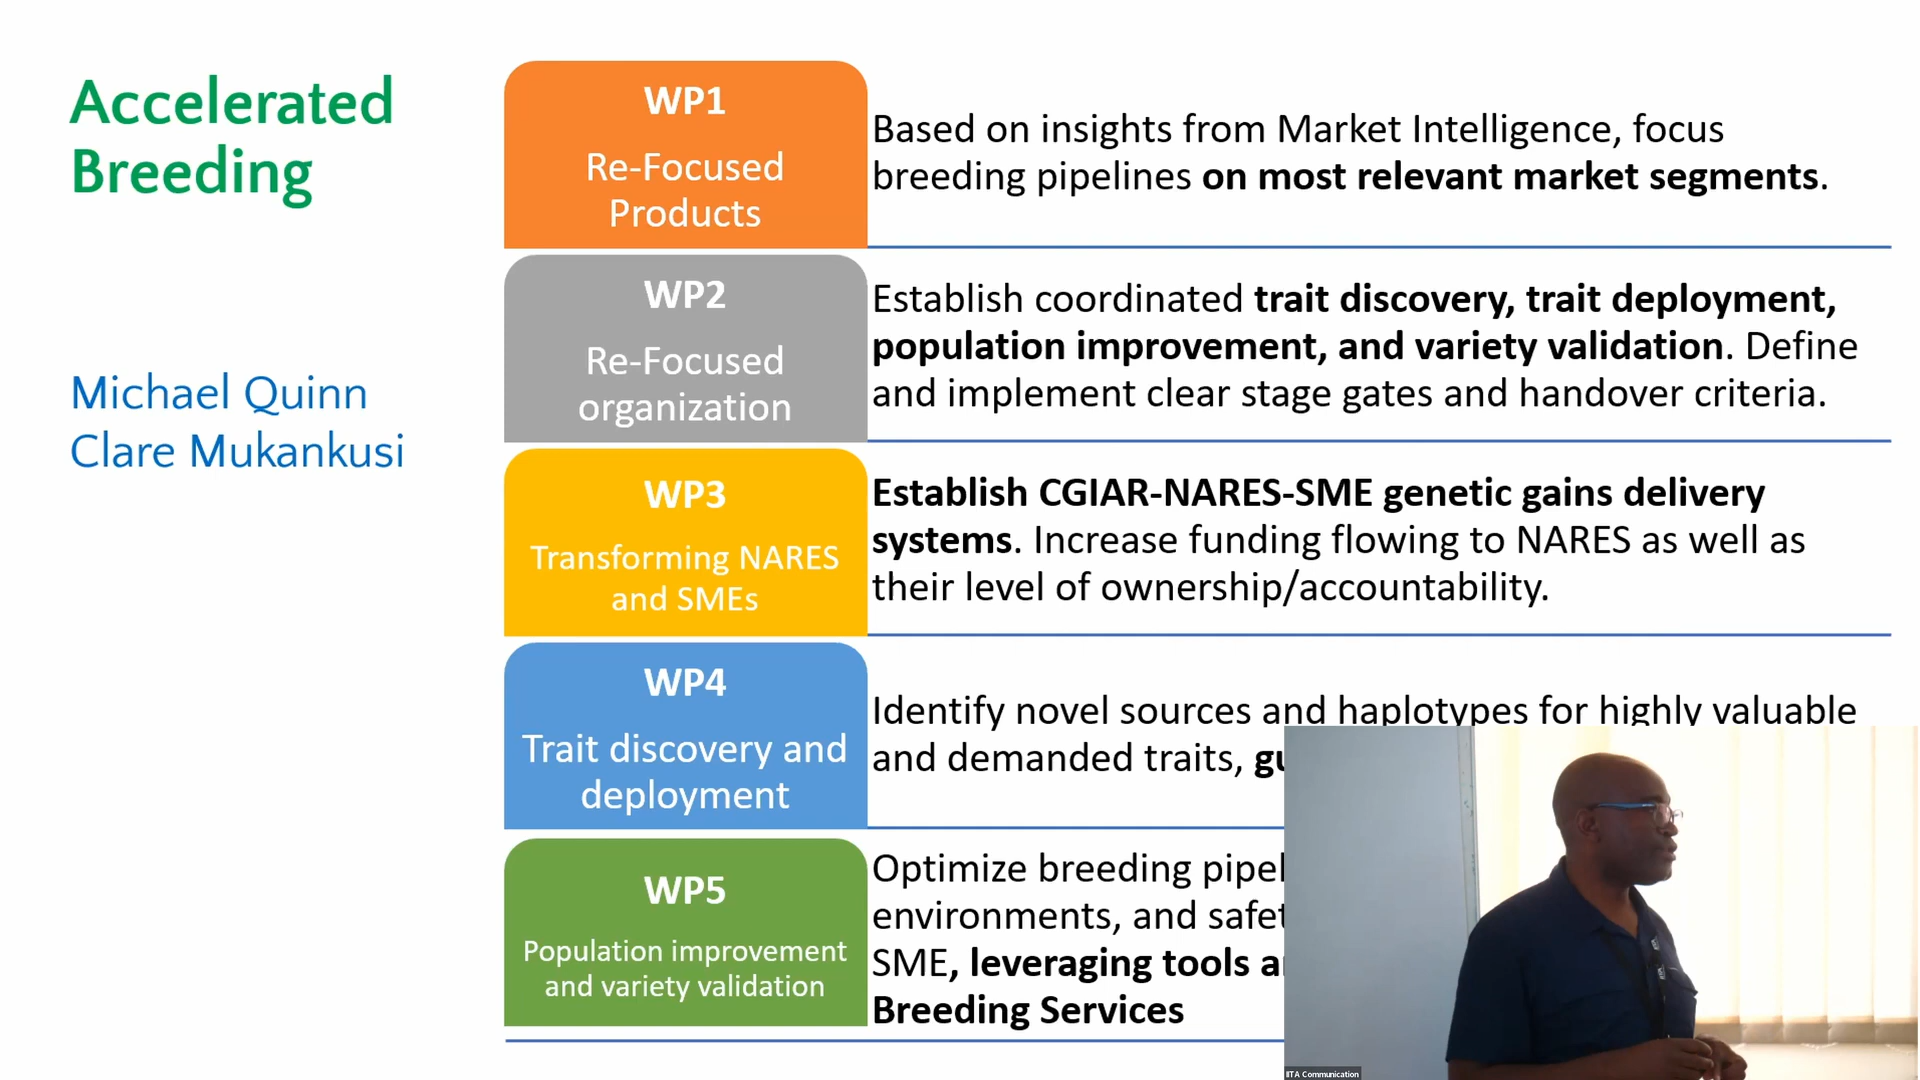 Accelerated
Breeding
Michael Quinn
Clare Mukankusi
WP1
Re-Focused
Products
Based on insights from Market Intelligence, focus
breeding pipelines on most relevant market segments.
WP2
Re-Focused
organization
Establish coordinated trait discovery, trait deployment,
population improvement, and variety validation. Define
and implement clear stage gates and handover criteria.
WP3
Transforming NARES
and SMEs
Establish CGIAR-NARES-SME genetic gains delivery
systems. Increase funding flowing to NARES as well as
their level of ownership/accountability.
WP4
Trait discovery and
deployment
Identify novel sources and haplotypes for highly valuable
and demanded traits,
WP5
Population improvement
and variety validation
Optimize breeding
environments, and
SME, leveraging tools
Breeding Services
IITA Communication